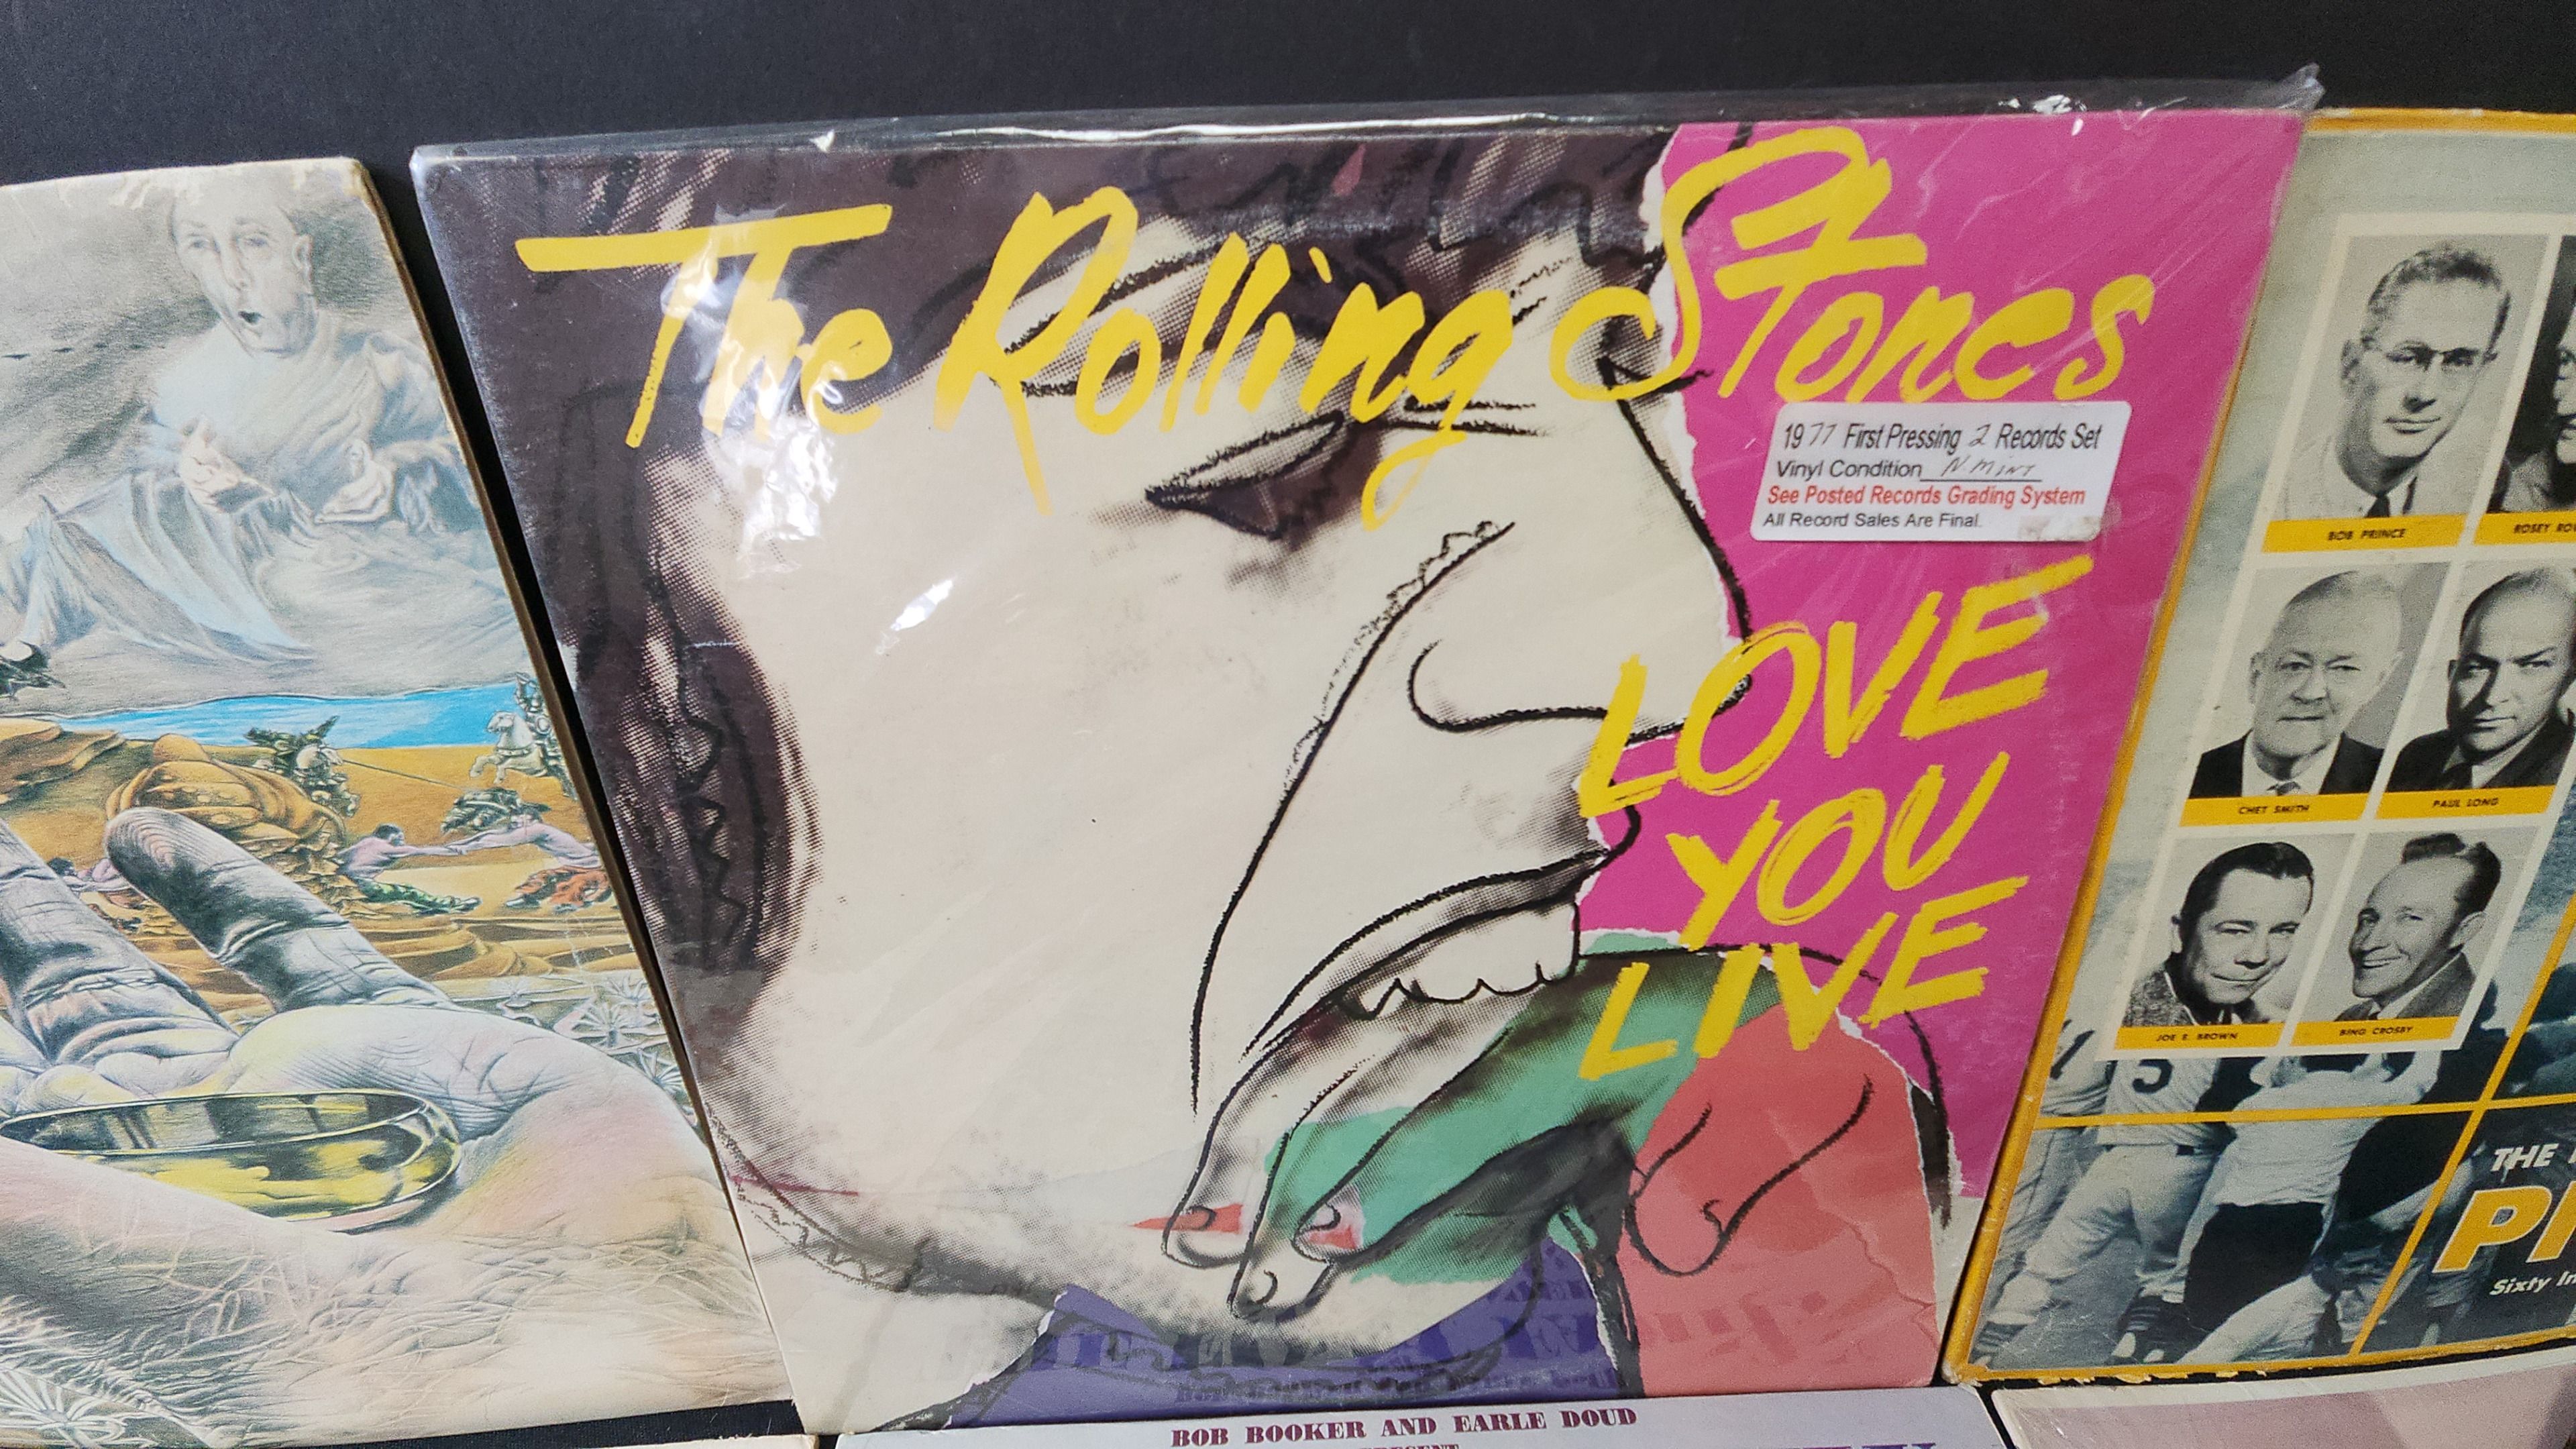 The Rolling Stones
1977 First Pressing 2 Records Set
Vinyl Condition N. MINT
See Posted Records Grading System
All Record Sales Are Final.
LOVE
YOU
LIVE
BOB PRINCE
ROSEY
CHET SMITH
PAUL LONG
JOE E. BROWN
BING CROSBY
5
THE
Sixty
BOB BOOKER AND EARLE DOUD